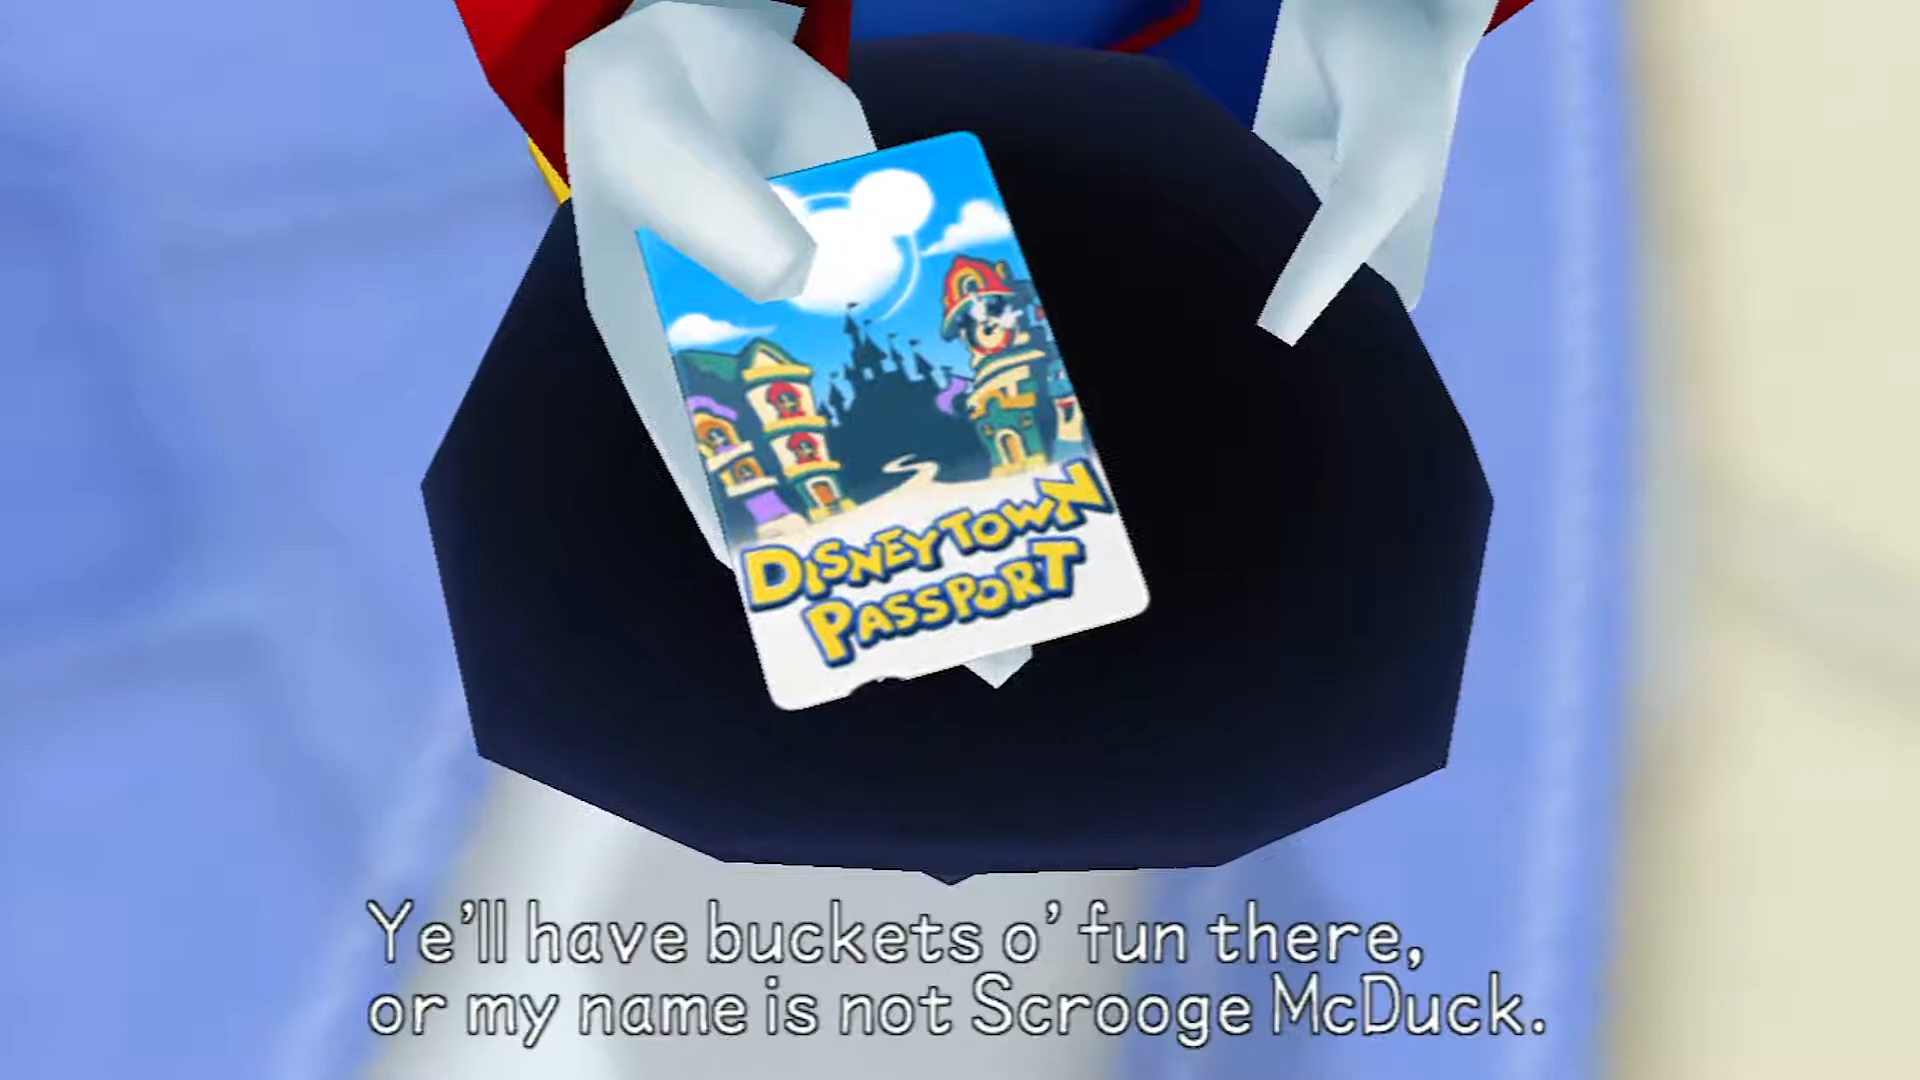 DISNEY TOWN
PASSPORT
Ye'll have buckets o' fun there,
or my name is not Scrooge McDuck.